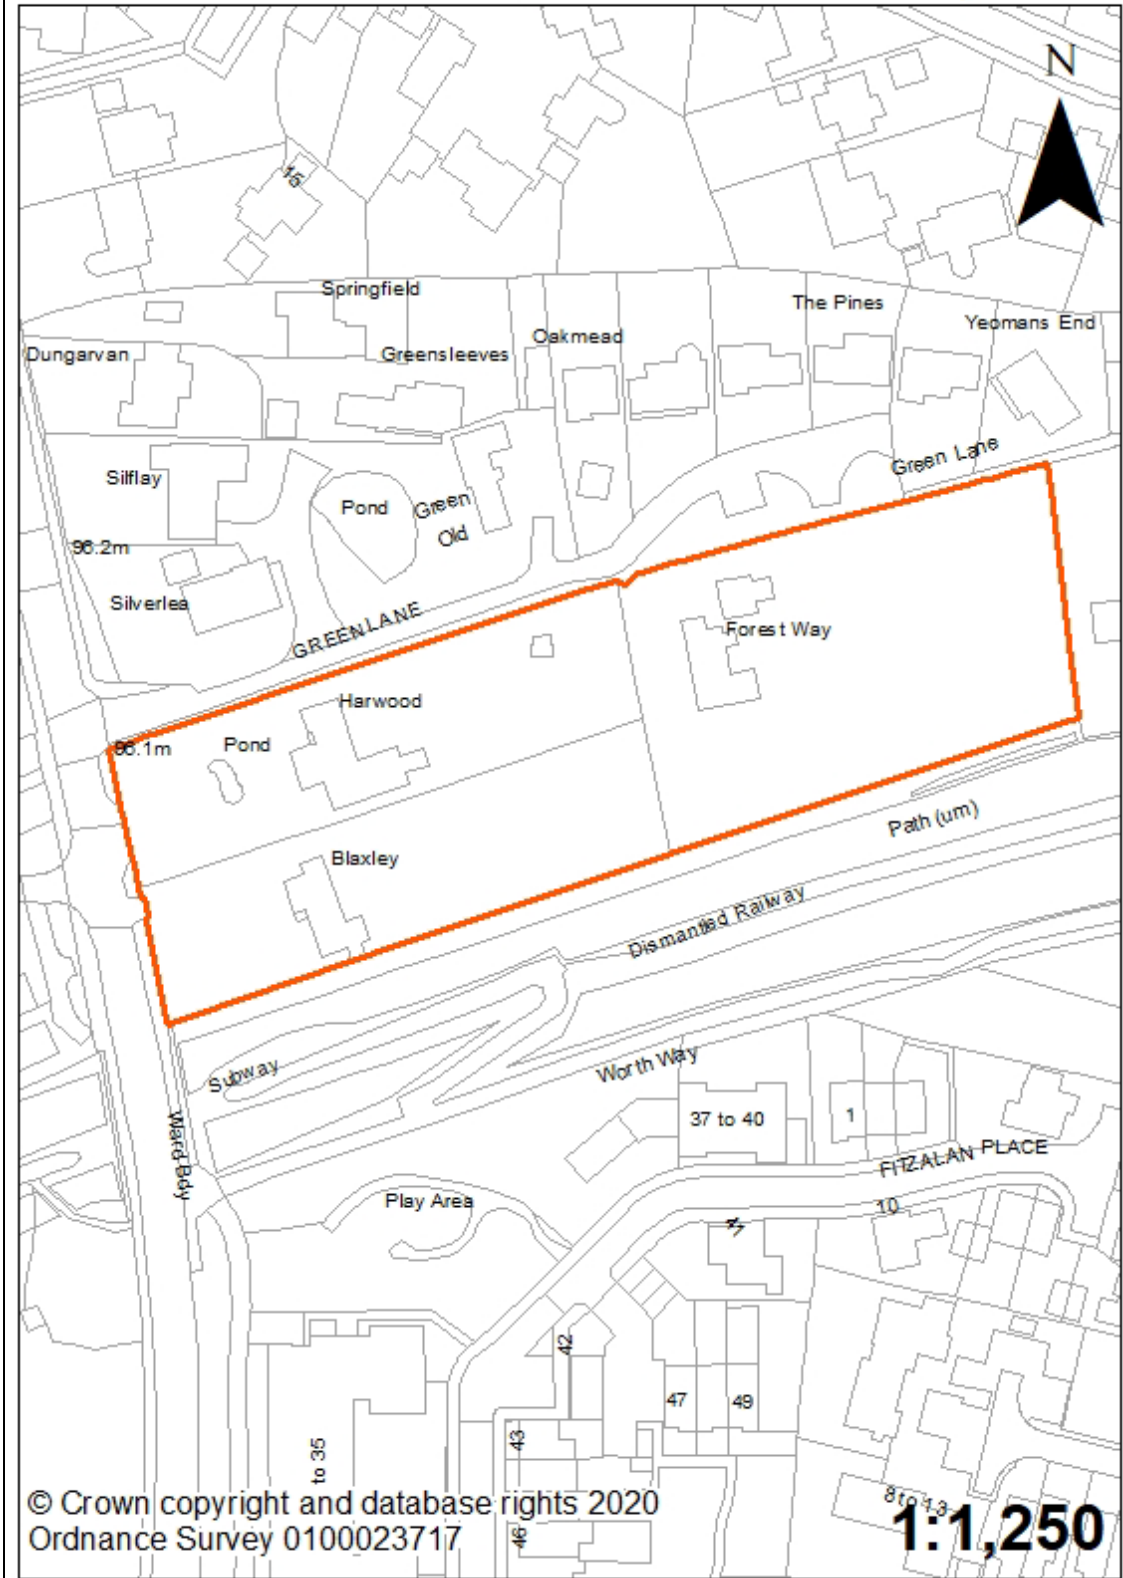 N
15
Springfield
The Pines
Yeomans End
Oakmead
Dungarvan
Greensleeves
Green Lane
Silflay
Pond
Green
Old
96.2m
Silverlea
GREEN LANE
Forest Way
Harwood
96.1m
Pond
Path (um)
Blaxley
Dismantled Railway
Worth Way
Subway
37 to 40
1
Ward Bdy
FITZALAN PLACE
Play Area
10
41
42
47
49
43
to 35
8 to 13
46
© Crown copyright and database rights 2020
Ordnance Survey 0100023717
1:1,250